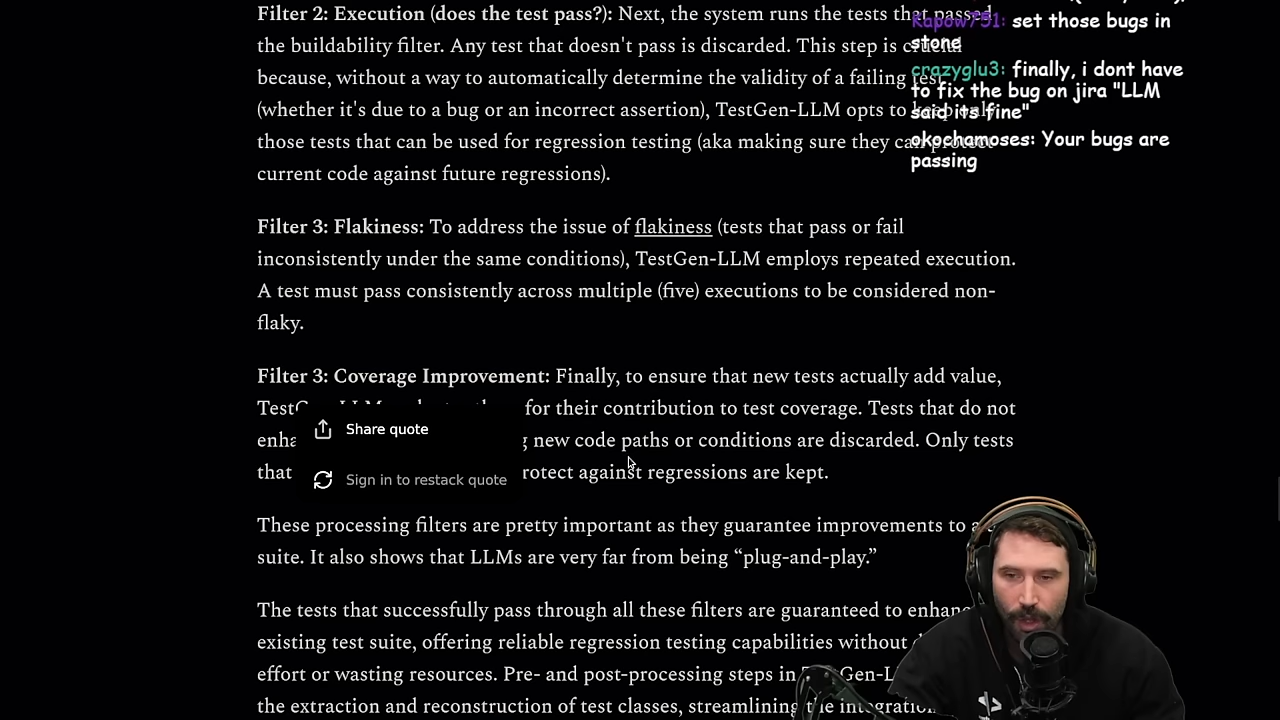 Filter 2: Execution (does the test pass?): Next, the system runs the tests that passed
the buildability filter. Any test that doesn't pass is discarded. This step is crucial
because, without a way to automatically determine the validity of a failing test
(whether it's due to a bug or an incorrect assertion), TestGen-LLM opts to keep only
those tests that can be used for regression testing (aka making sure they can protect
current code against future regressions).
Filter 3: Flakiness: To address the issue of flakiness (tests that pass or fail
inconsistently under the same conditions), TestGen-LLM employs repeated execution.
A test must pass consistently across multiple (five) executions to be considered non-
flaky.
Filter 3: Coverage Improvement: Finally, to ensure that new tests actually add value,
for their contribution to test coverage. Tests that do not
enha
new code paths or conditions are discarded. Only tests
that
rotect against regressions are kept.
Share quote
Sign in to restack quote
These processing filters are pretty important as they guarantee improvements to a
suite. It also shows that LLMs are very far from being “plug-and-play.”
The tests that successfully pass through all these filters are guaranteed to enhance
existing test suite, offering reliable regression testing capabilities without
effort or wasting resources. Pre- and post-processing steps in TestGen-L
the extraction and reconstruction of test classes, streamlining the integration
Kapow751: set those bugs in
stone
crazyglu3: finally, i dont have
to fix the bug on jira "LLM
said its fine"
okochamoses: Your bugs are
passing